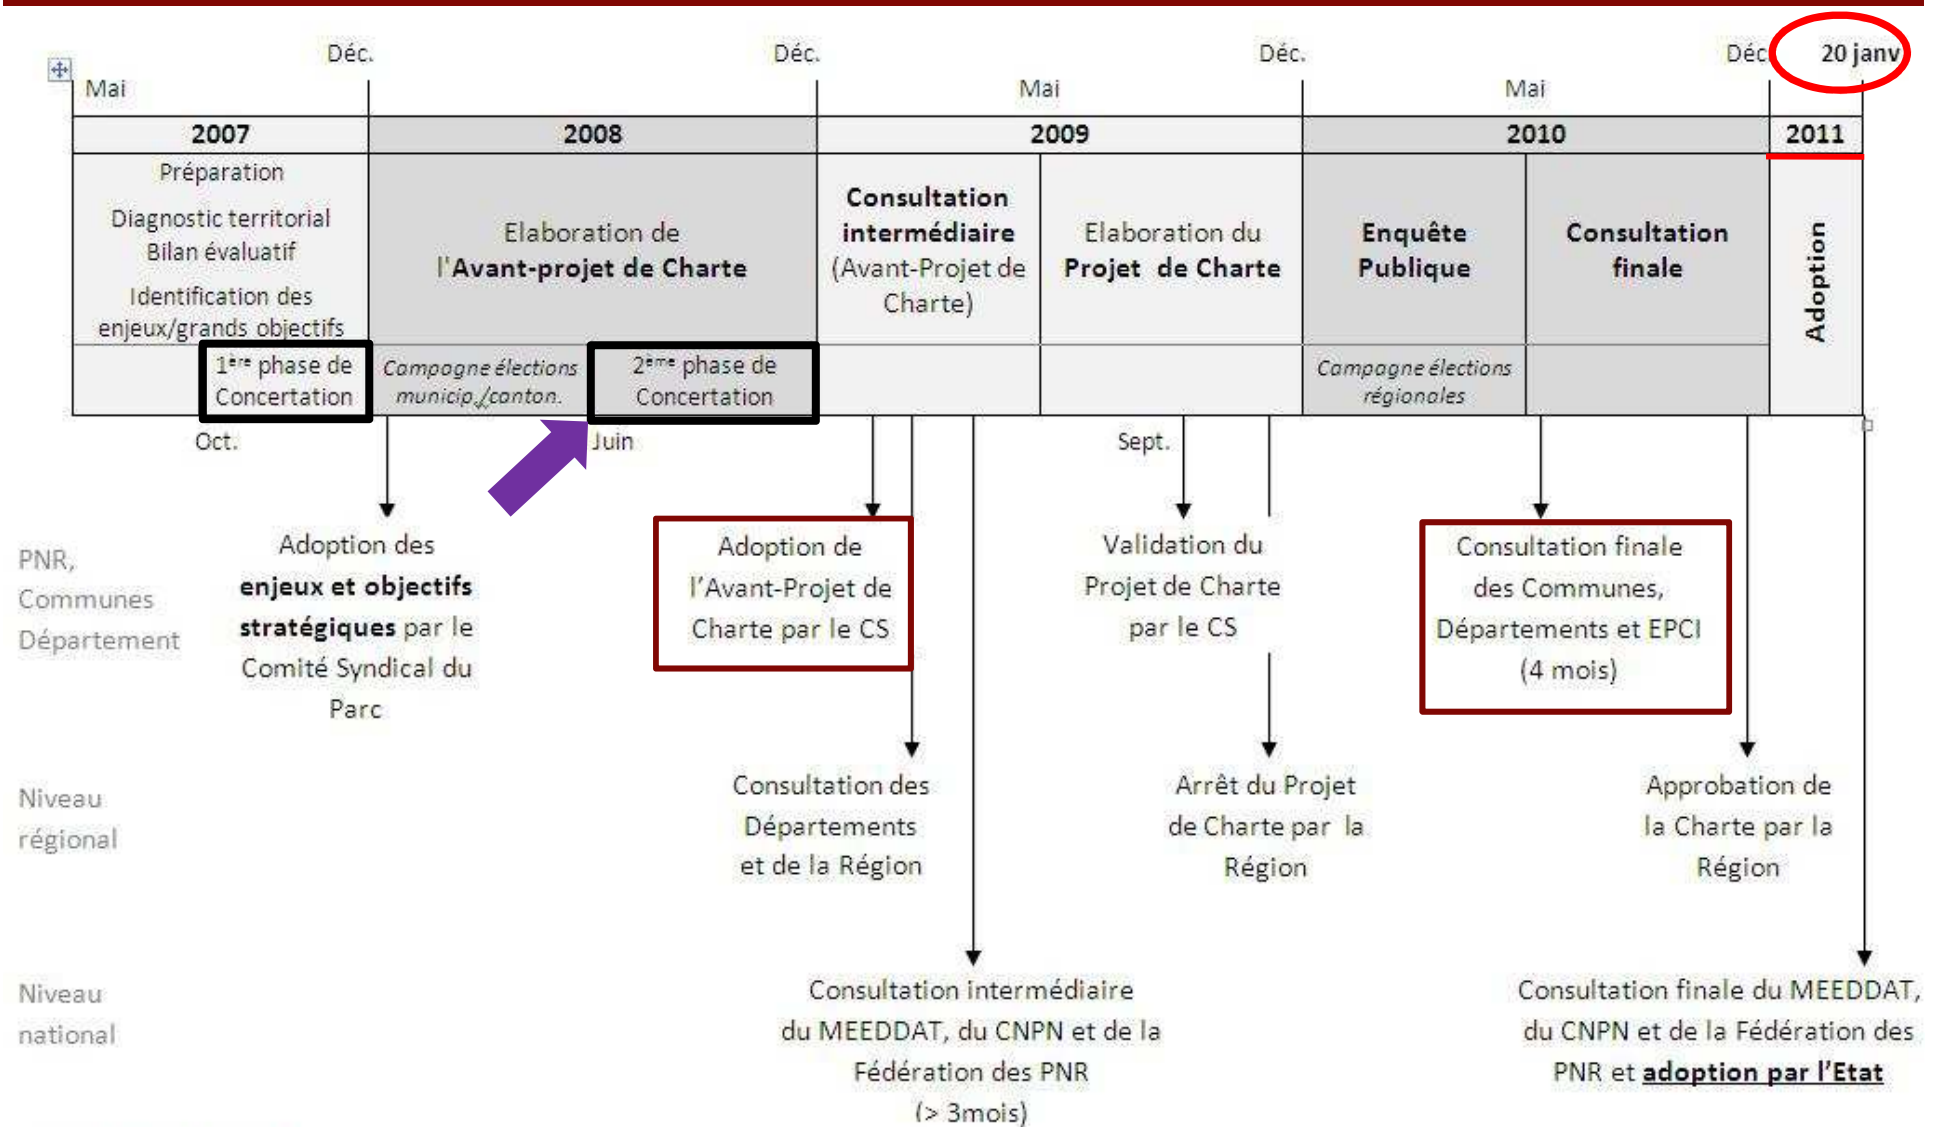 Déc.
Déc.
Déc.
Déc
20 janv
Mai
Mai
Mai
2007
2008
2009
2010
2011
Préparation
Diagnostic territorial
Bilan évaluatif
Identification des
enjeux/grands objectifs
Elaboration de
l'Avant-projet de Charte
Consultation
intermédiaire
(Avant-Projet de
Charte)
Elaboration du
Projet de Charte
Enquête
Publique
Consultation
finale
Adoption
1ère phase de
Concertation
Campagne élections
municip./canton.
2ème phase de
Concertation
Campagne élections
régionales
Oct.
Juin
Sept.
PNR,
Communes
Département
Adoption des
enjeux et objectifs
stratégiques par le
Comité Syndical du
Parc
Adoption de
l'Avant-Projet de
Charte par le CS
Validation du
Projet de Charte
par le CS
Consultation finale
des Communes,
Départements et EPCI
(4 mois)
Niveau
régional
Consultation des
Départements
et de la Région
Arrêt du Projet
de Charte par la
Région
Approbation de
la Charte par la
Région
Niveau
national
Consultation intermédiaire
du MEEDDAT, du CNPN et de la
Fédération des PNR
(> 3mois)
Consultation finale du MEEDDAT,
du CNPN et de la Fédération des
PNR et adoption par l'Etat